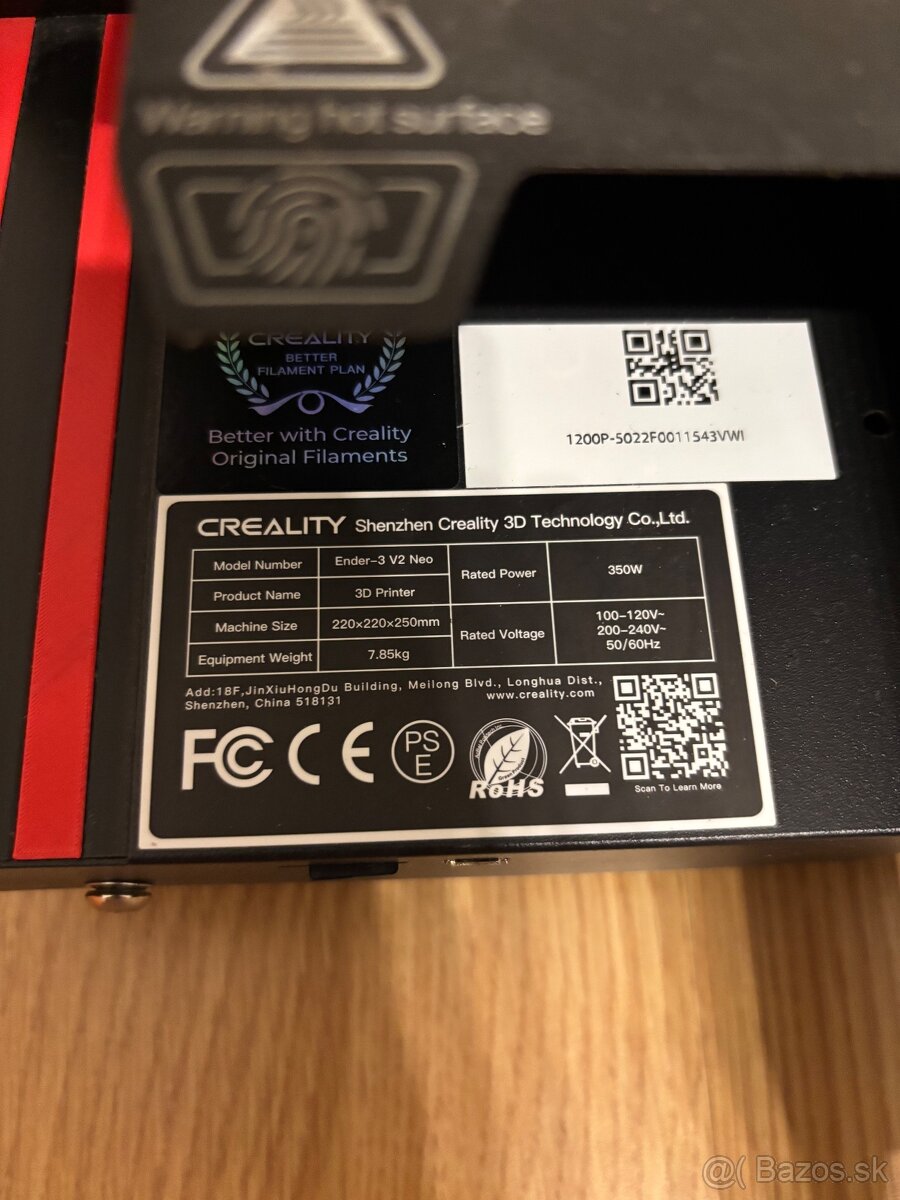 Warning hot surface
CREALITY
BETTER
FILAMENT PLAN
Better with Creality
Original Filaments
1200P-5022F0011543VWI
CREALITY Shenzhen Creality 3D Technology Co.,Ltd.
Model Number Ender-3 V2 Neo Rated Power 350W
Product Name 3D Printer
Machine Size 220×220×250mm Rated Voltage 100-120V~
200-240V~
50/60Hz
Equipment Weight 7.85kg
Add:18F,JinXiuHongDu Building, Meilong Blvd., Longhua Dist.,
Shenzhen, China 518131 www.creality.com
FC CE PS
E
Green Product
RoHS
Scan To Learn More
@( Bazos.sk